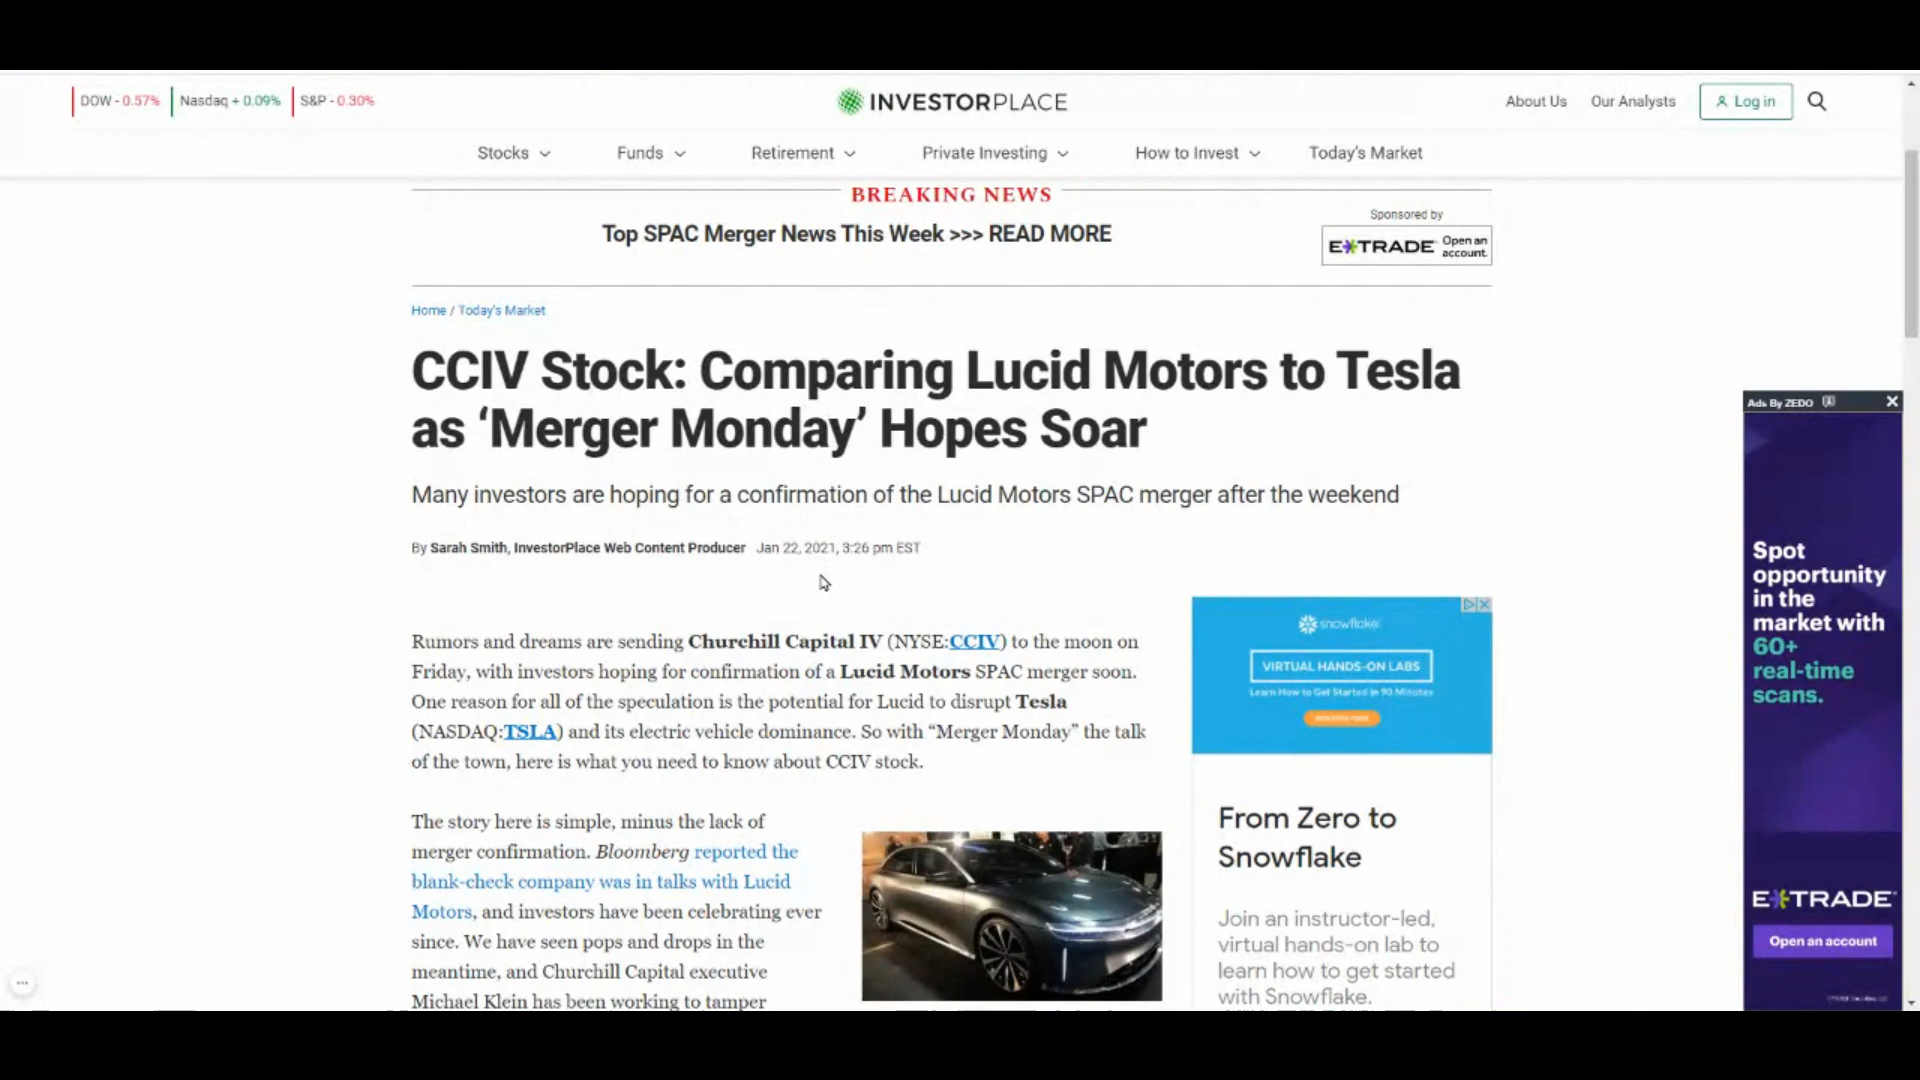 DOW - 0.57% Nasdaq + 0.09% S&P - 0.30%
INVESTORPLACE
About Us Our Analysts Log in
Stocks Funds Retirement Private Investing How to Invest Today's Market
BREAKING NEWS
Top SPAC Merger News This Week >>> READ MORE
Sponsored by
E*TRADE Open an
account.
Home / Today's Market
CCIV Stock: Comparing Lucid Motors to Tesla
as ‘Merger Monday’ Hopes Soar
Many investors are hoping for a confirmation of the Lucid Motors SPAC merger after the weekend
By Sarah Smith, InvestorPlace Web Content Producer Jan 22, 2021, 3:26 pm EST
Rumors and dreams are sending Churchill Capital IV (NYSE:CCIV) to the moon on
Friday, with investors hoping for confirmation of a Lucid Motors SPAC merger soon.
One reason for all of the speculation is the potential for Lucid to disrupt Tesla
(NASDAQ:TSLA) and its electric vehicle dominance. So with “Merger Monday” the talk
of the town, here is what you need to know about CCIV stock.
The story here is simple, minus the lack of
merger confirmation. Bloomberg reported the
blank-check company was in talks with Lucid
Motors, and investors have been celebrating ever
since. We have seen pops and drops in the
meantime, and Churchill Capital executive
Michael Klein has been working to tamper
snowflake
VIRTUAL HANDS-ON LABS
Learn How to Get Started in 90 Minutes
From Zero to
Snowflake
Join an instructor-led,
virtual hands-on lab to
learn how to get started
with Snowflake.
Ads By ZEDO
Spot
opportunity
in the
market with
60+
real-time
scans.
E*TRADE
Open an account